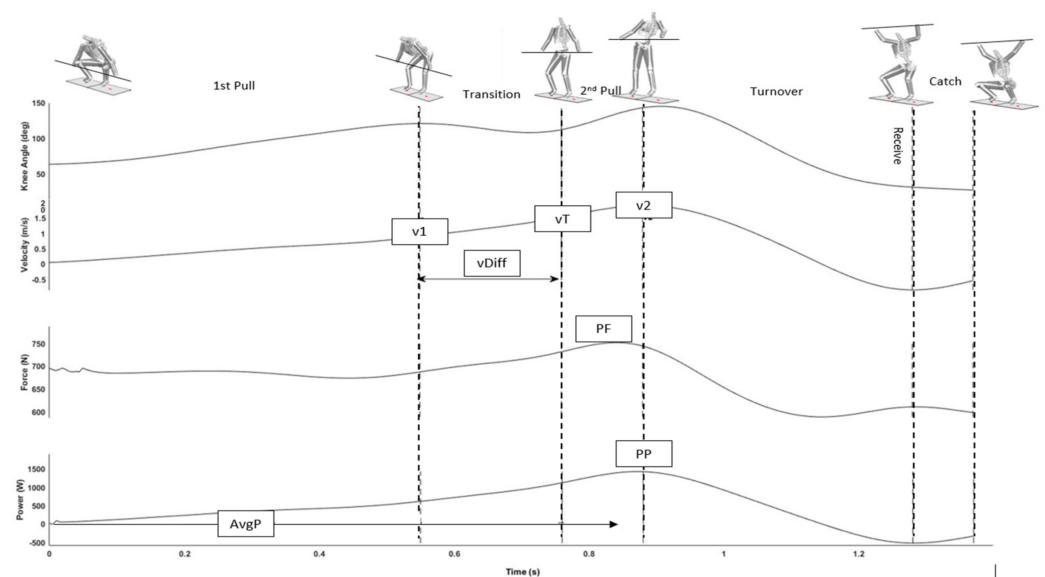 1st Pull
Transition
2nd Pull
Turnover
Catch
Receive
Knee Angle (deg)
150
100
50
Velocity (m/s)
2
0
1.5
1
0.5
0
-0.5
v1
vT
v2
vDiff
Force (N)
750
700
650
600
PF
Power (W)
1500
1000
500
0
-500
PP
AvgP
0 0.2 0.4 0.6 0.8 1 1.2
Time (s)